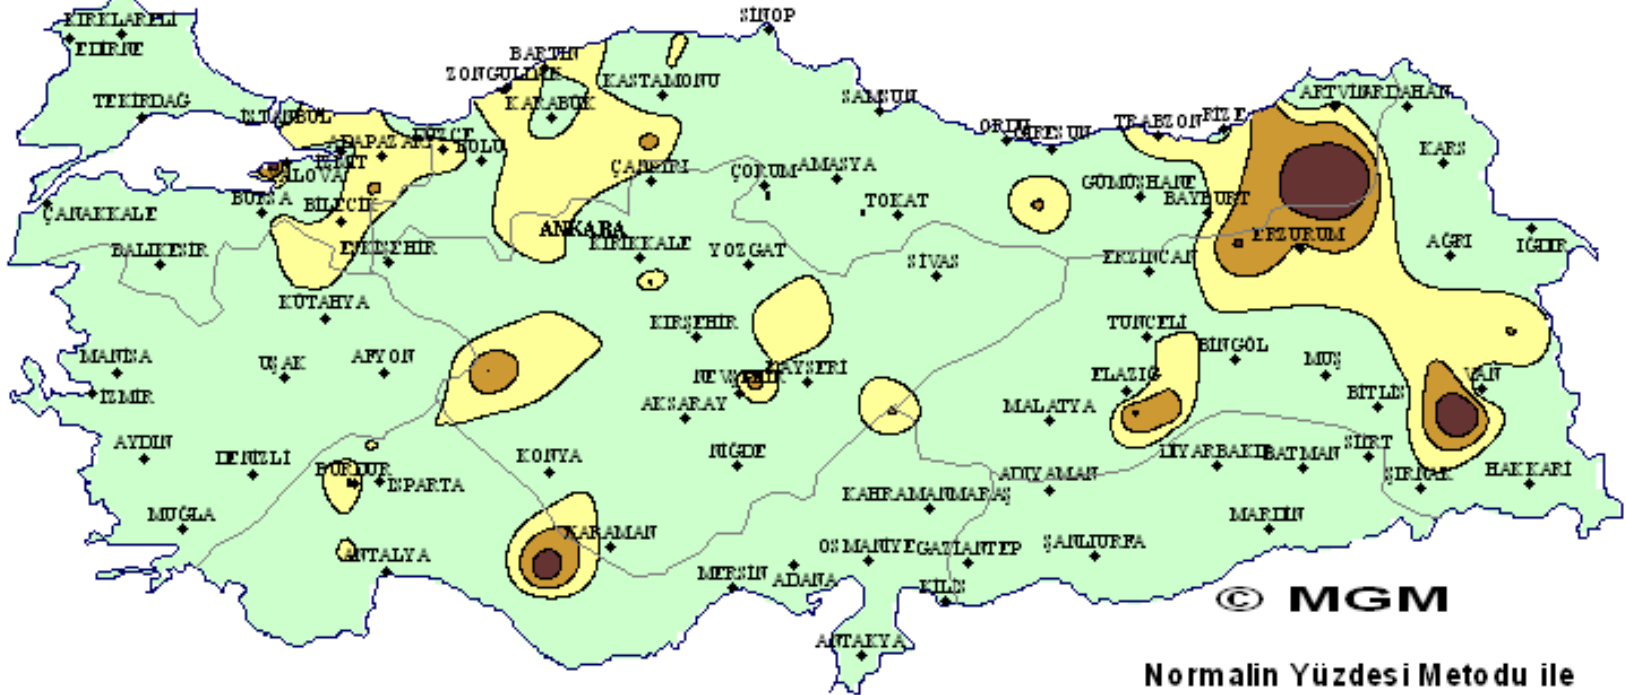 SİNOP
KIRKLARELİ
EDİRNE
BARTIN
ZONGULDAK
KASTAMONU
KARABÜK
TEKİRDAĞ
İSTANBUL
SAMSUN
ARTVİN
ARDAHAN
ORDU
GİRESUN
TRABZON
RİZE
ADAPAZARI
DÜZCE
BOLU
İZMİT
YALOVA
ÇANKIRI
ÇORUM
AMASYA
KARS
GÜMÜŞHANE
BAYBURT
ÇANAKKALE
BURSA
BİLECİK
TOKAT
ANKARA
KIRIKKALE
ERZURUM
BALIKESİR
ESKİŞEHİR
YOZGAT
SİVAS
ERZİNCAN
AĞRI
IĞDIR
KÜTAHYA
KIRŞEHİR
TUNCELİ
BİNGÖL
MUŞ
MANİSA
UŞAK
AFYON
NEVŞEHİR
KAYSERİ
ELAZIĞ
VAN
BİTLİS
İZMİR
AKSARAY
MALATYA
AYDIN
DENİZLİ
KONYA
NİĞDE
DİYARBAKIR
BATMAN
SİİRT
BURDUR
ISPARTA
ADIYAMAN
ŞIRNAK
HAKKARİ
KAHRAMANMARAŞ
MUĞLA
KARAMAN
MARDİN
ANTALYA
OSMANİYE
GAZİANTEP
ŞANLIURFA
MERSİN
ADANA
KİLİS
© MGM
ANTAKYA
Normalin Yüzdesi Metodu ile